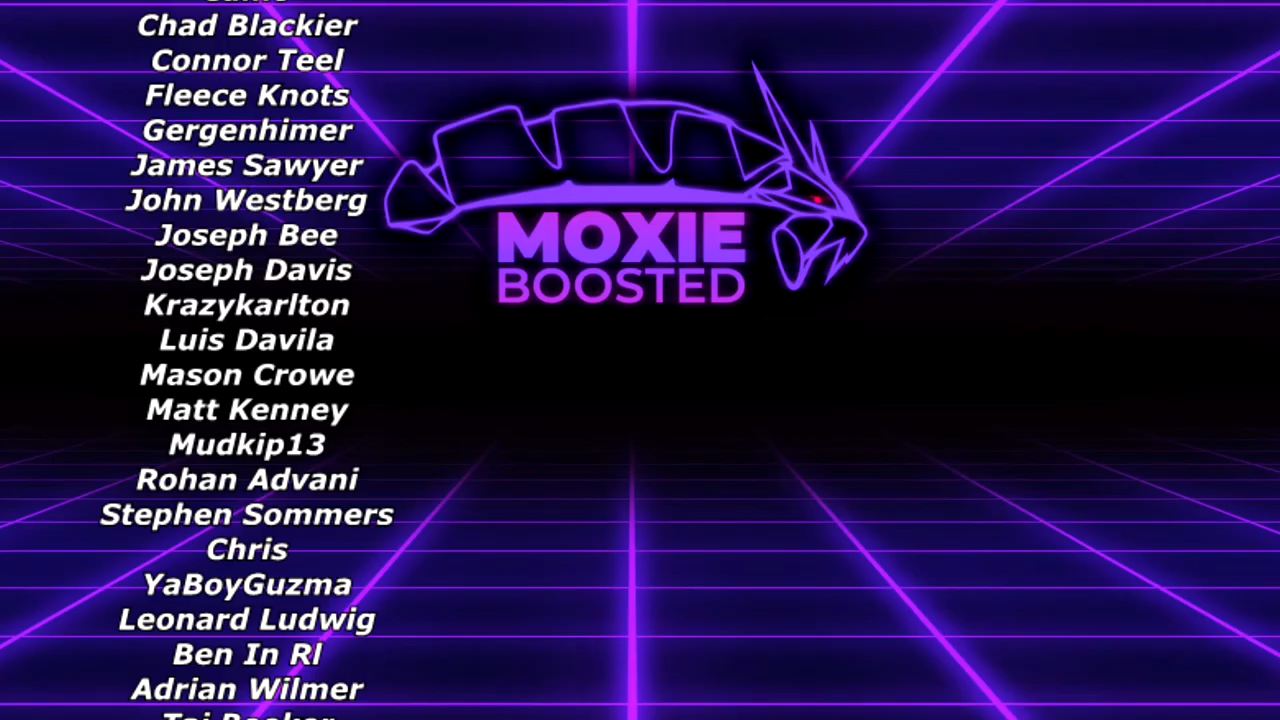 Chad Blackier
Connor Teel
Fleece Knots
Gergenhimer
James Sawyer
John Westberg
Joseph Bee
Joseph Davis
Krazykarlton
Luis Davila
Mason Crowe
Matt Kenney
Mudkip13
Rohan Advani
Stephen Sommers
Chris
YaBoyGuzma
Leonard Ludwig
Ben In Rl
Adrian Wilmer
MOXIE
BOOSTED